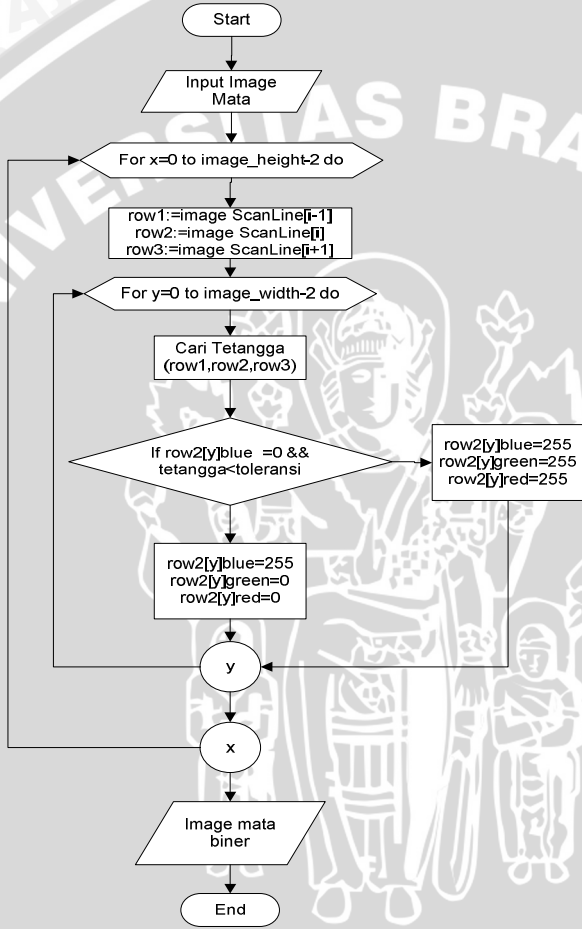 Start
Input Image
Mata
For x=0 to image_height-2 do
row1:=image ScanLine[i-1]
row2:=image ScanLine[i]
row3:=image ScanLine[i+1]
For y=0 to image_width-2 do
Cari Tetangga
(row1,row2,row3)
If row2[y]blue =0 &&
tetangga<toleransi
row2[y]blue=255
row2[y]green=255
row2[y]red=255
row2[y]blue=255
row2[y]green=0
row2[y]red=0
y
x
Image mata
biner
End
VERSITAS BRA